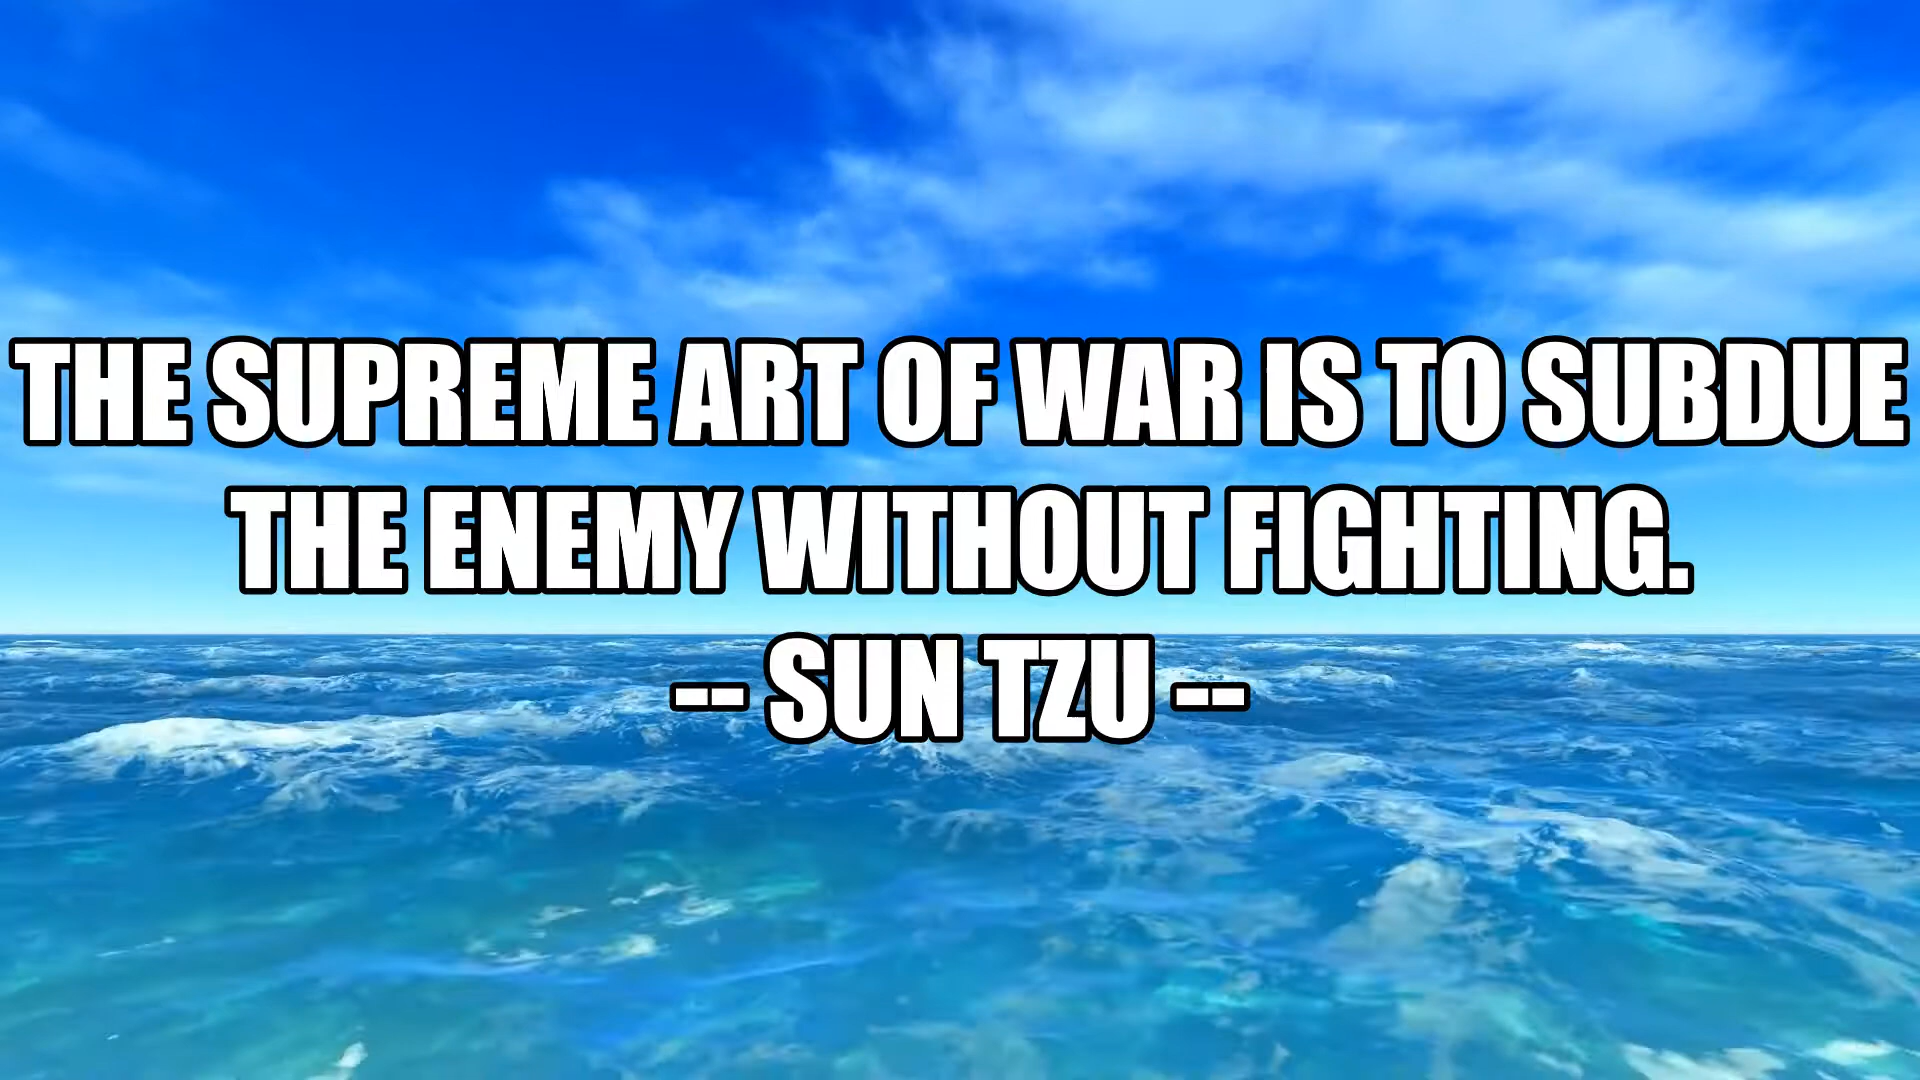 THE SUPREME ART OF WAR IS TO SUBDUE
THE ENEMY WITHOUT FIGHTING.
-- SUN TZU --